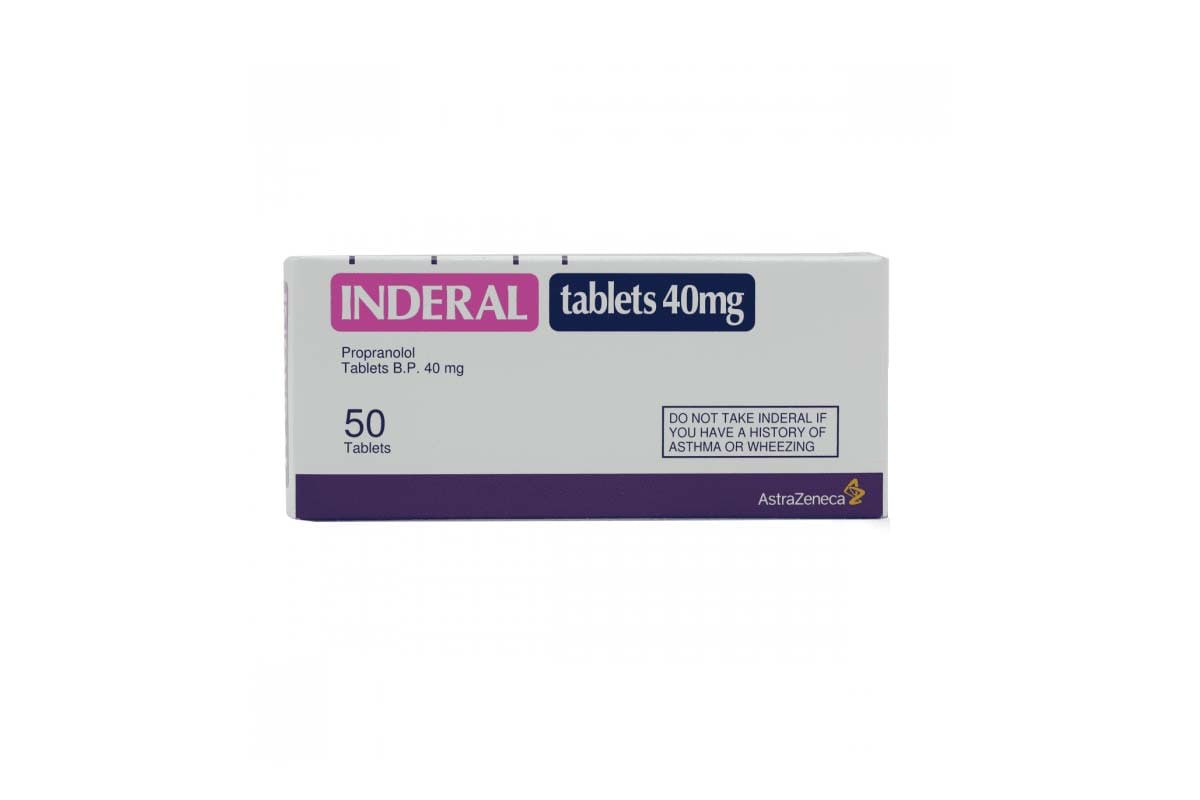 INDERAL tablets 40mg
Propranolol
Tablets B.P. 40 mg
50
Tablets
DO NOT TAKE INDERAL IF
YOU HAVE A HISTORY OF
ASTHMA OR WHEEZING
AstraZeneca